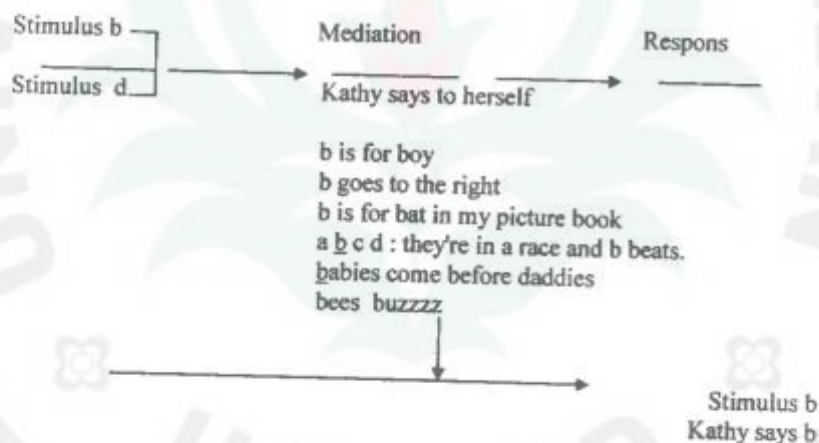 Stimulus b
Mediation
Respons
Stimulus d
Kathy says to herself
b is for boy
b goes to the right
b is for bat in my picture book
a b c d : they're in a race and b beats.
babies come before daddies
bees buzzzz
Stimulus b
Kathy says b